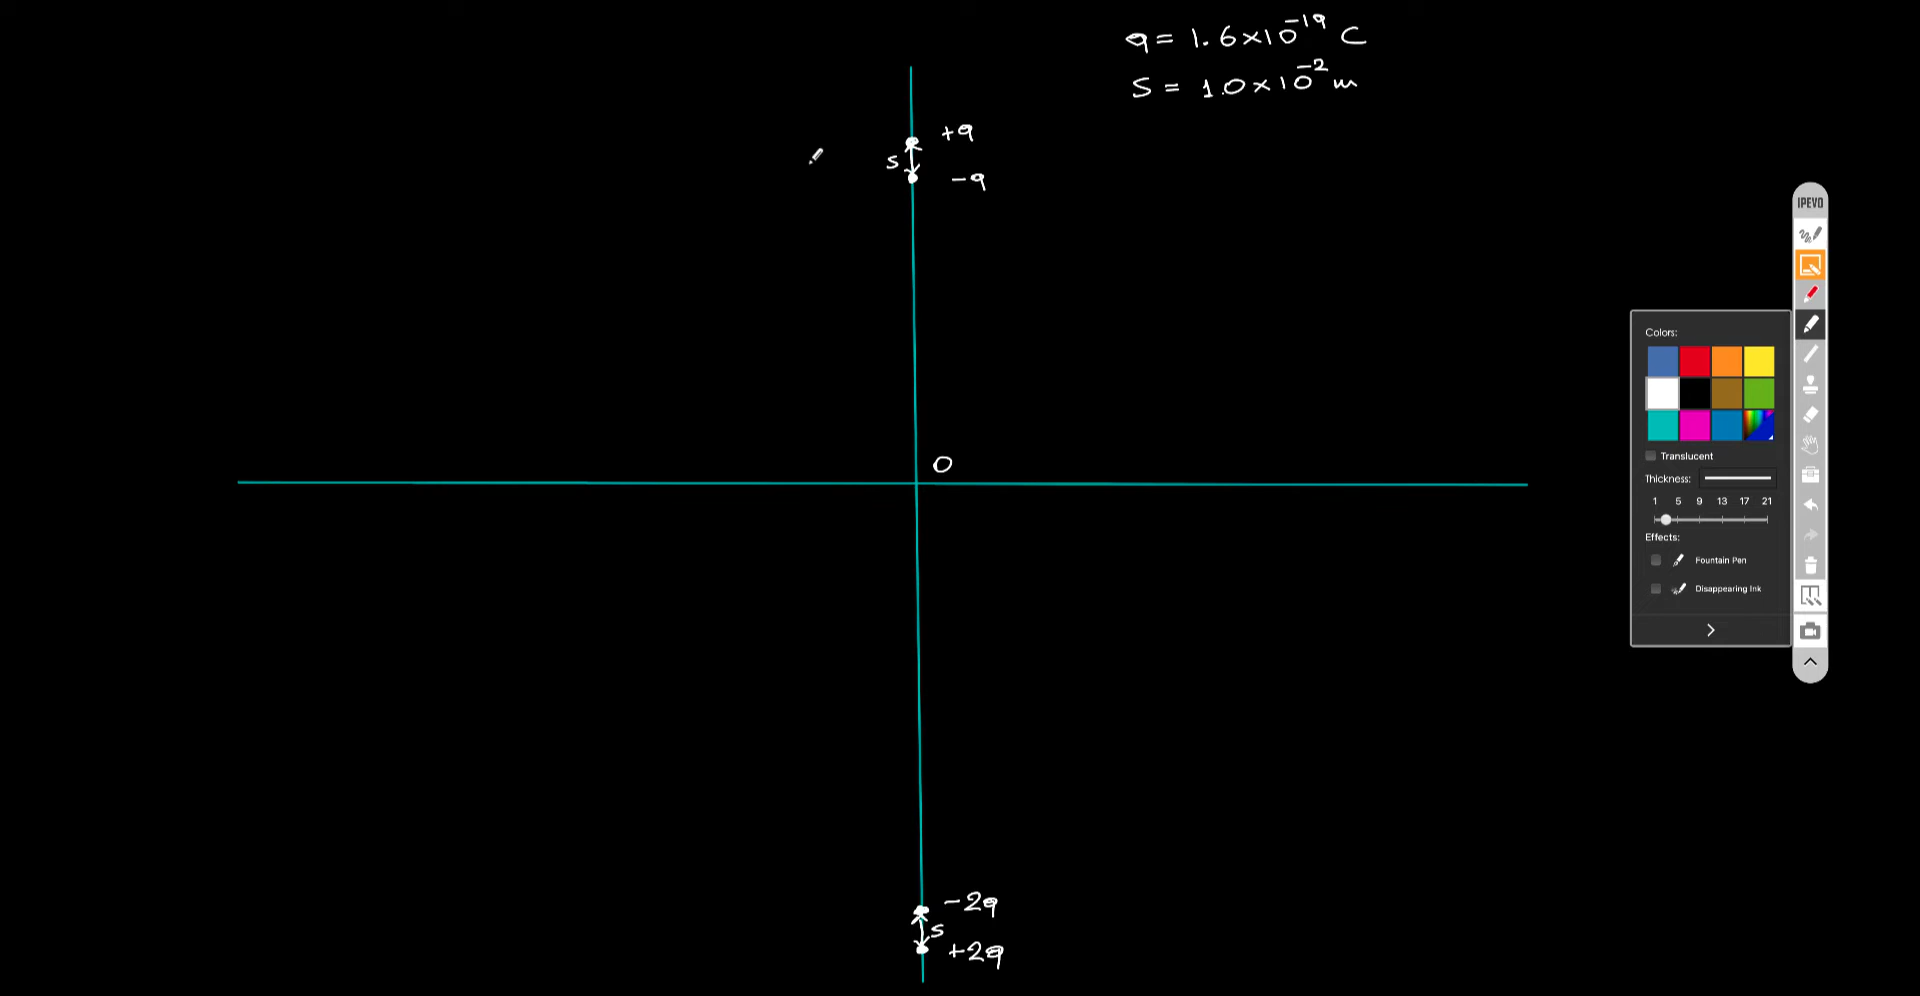 q = 1.6×10⁻¹⁹ C
S = 1.0×10⁻² m
+q
s
-q
IPEVO
Colors:
O
Translucent
Thickness:
1 5 9 13 17 21
Effects:
Fountain Pen
Disappearing Ink
-2q
s
+2q